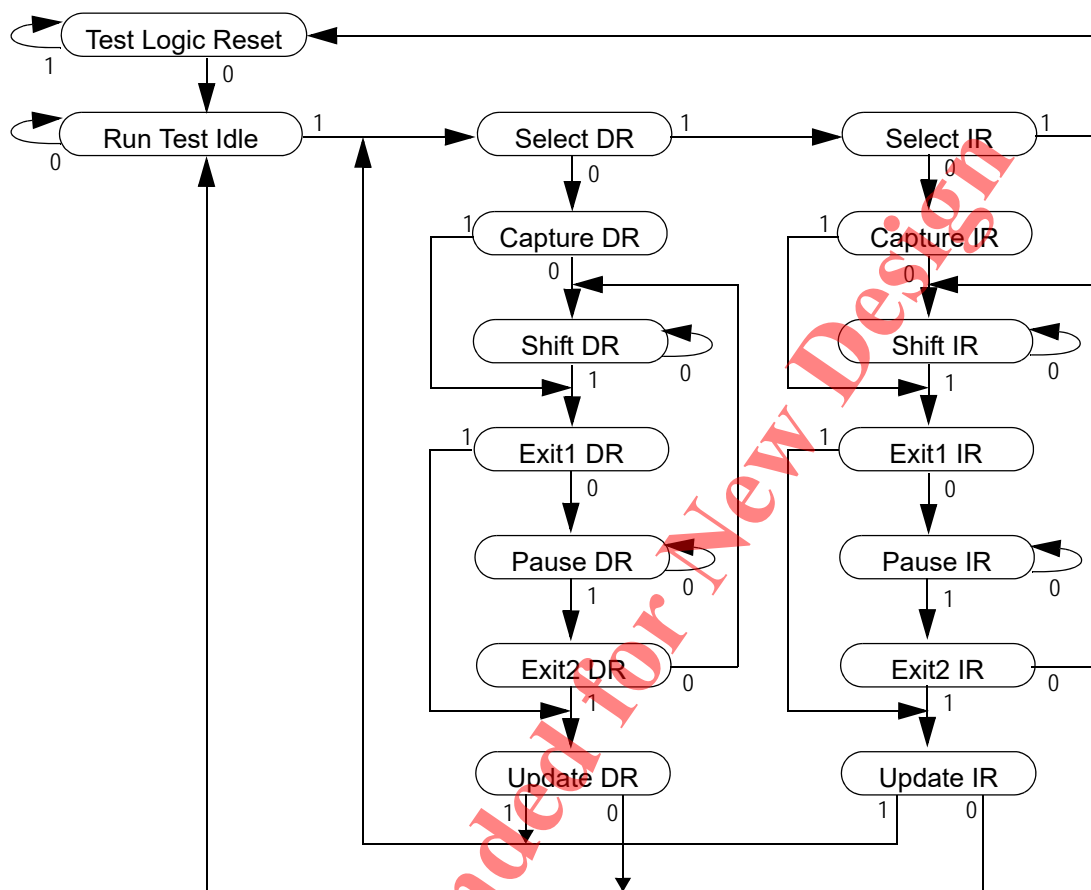 Test Logic Reset
1
0
Run Test Idle
1
0
Select DR
1
0
Select IR
1
0
Capture DR
1
0
Capture IR
1
0
Shift DR
0
1
Shift IR
0
1
Exit1 DR
1
0
Exit1 IR
1
0
Pause DR
0
1
Pause IR
0
1
Exit2 DR
0
1
Exit2 IR
0
1
Update DR
1
0
Update IR
1
0
nded for New Design